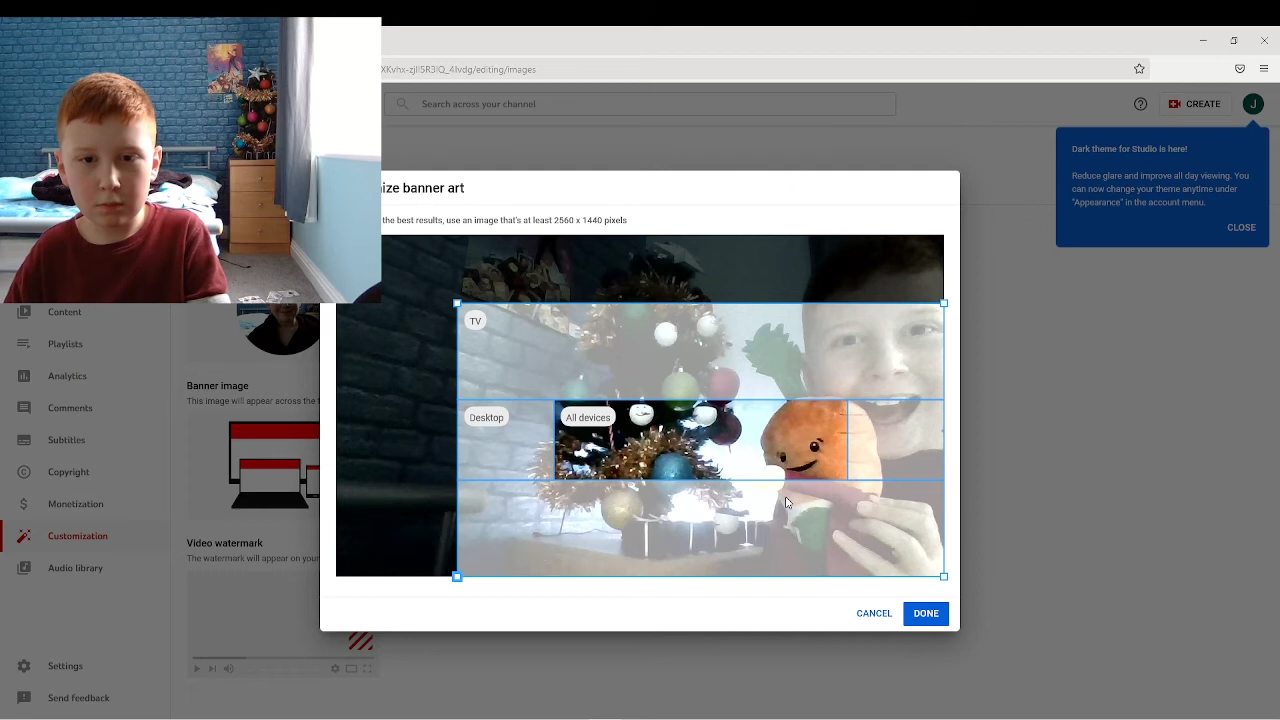 XKvhx-zjI5R3IQ_4Ivdg/editing/images
Search across your channel
CREATE
J
Dark theme for Studio is here!
Reduce glare and improve all day viewing. You
can now change your theme anytime under
"Appearance" in the account menu.
CLOSE
ize banner art
the best results, use an image that's at least 2560 x 1440 pixels
TV
Desktop
All devices
CANCEL
DONE
Content
Playlists
Analytics
Comments
Subtitles
Copyright
Monetization
Customization
Audio library
Settings
Send feedback
Banner image
This image will appear across the
Video watermark
The watermark will appear on your